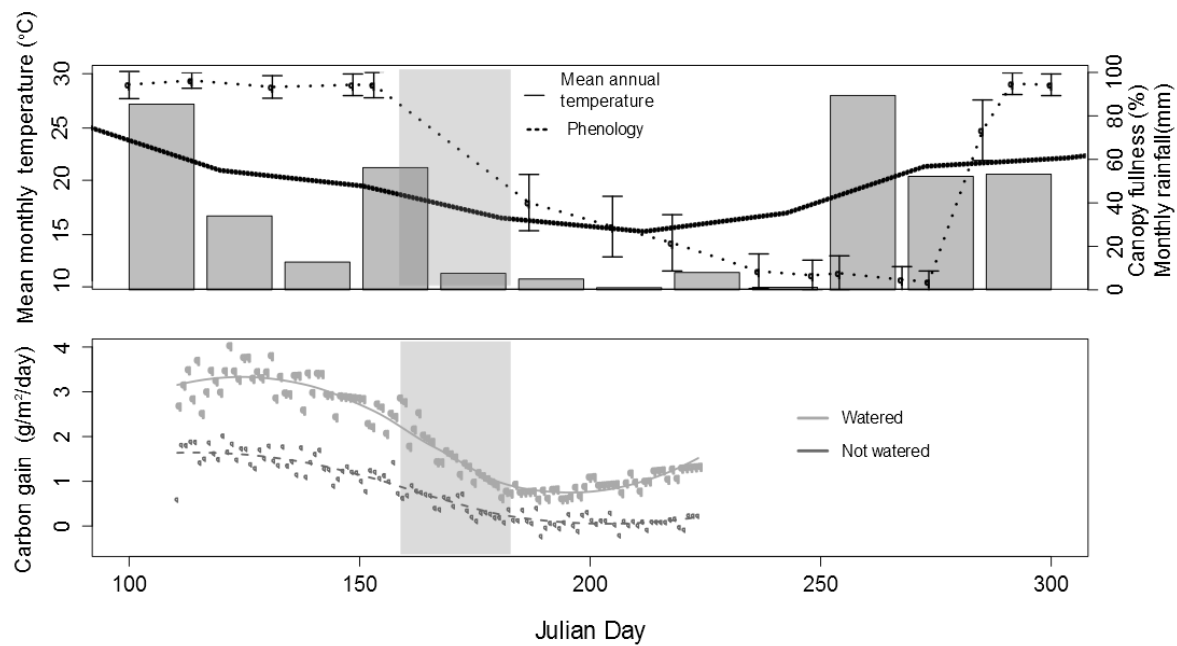 Mean monthly temperature (°C)
30
25
20
15
10
Mean annual
temperature
Phenology
100
80
60
40
20
0
Canopy fullness (%)
Monthly rainfall(mm)
Carbon gain (g/m²/day)
4
3
2
1
0
Watered
Not watered
100 150 200 250 300
Julian Day